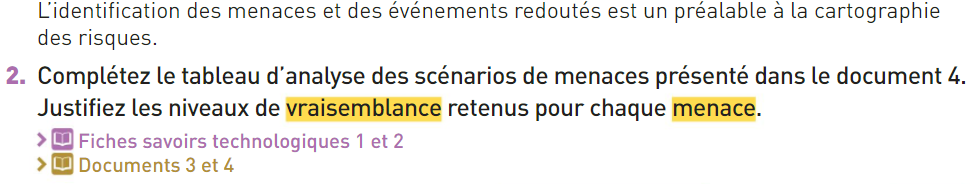 L’identification des menaces et des événements redoutés est un préalable à la cartographie
des risques.
2. Complétez le tableau d’analyse des scénarios de menaces présenté dans le document 4.
Justifiez les niveaux de vraisemblance retenus pour chaque menace.
> Fiches savoirs technologiques 1 et 2
> Documents 3 et 4